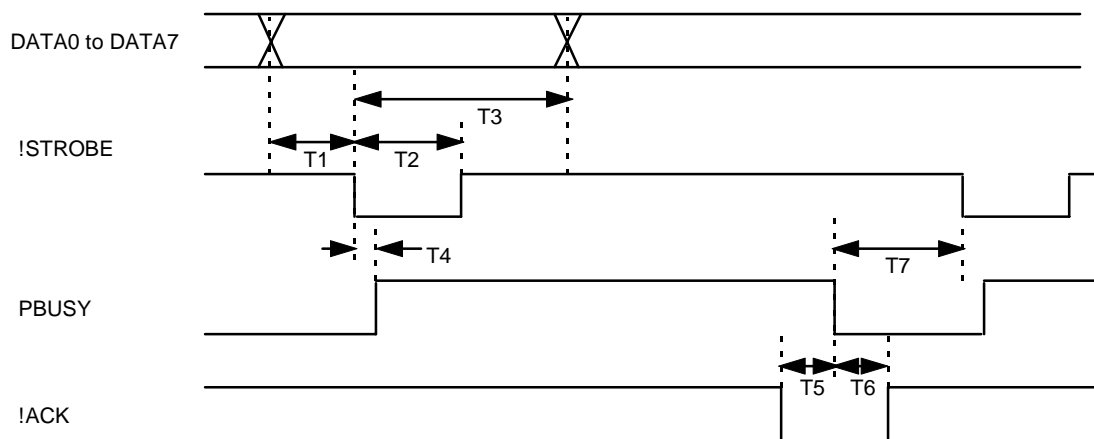 DATA0 to DATA7
T3
!STROBE
T1
T2
T4
T7
PBUSY
T5
T6
!ACK